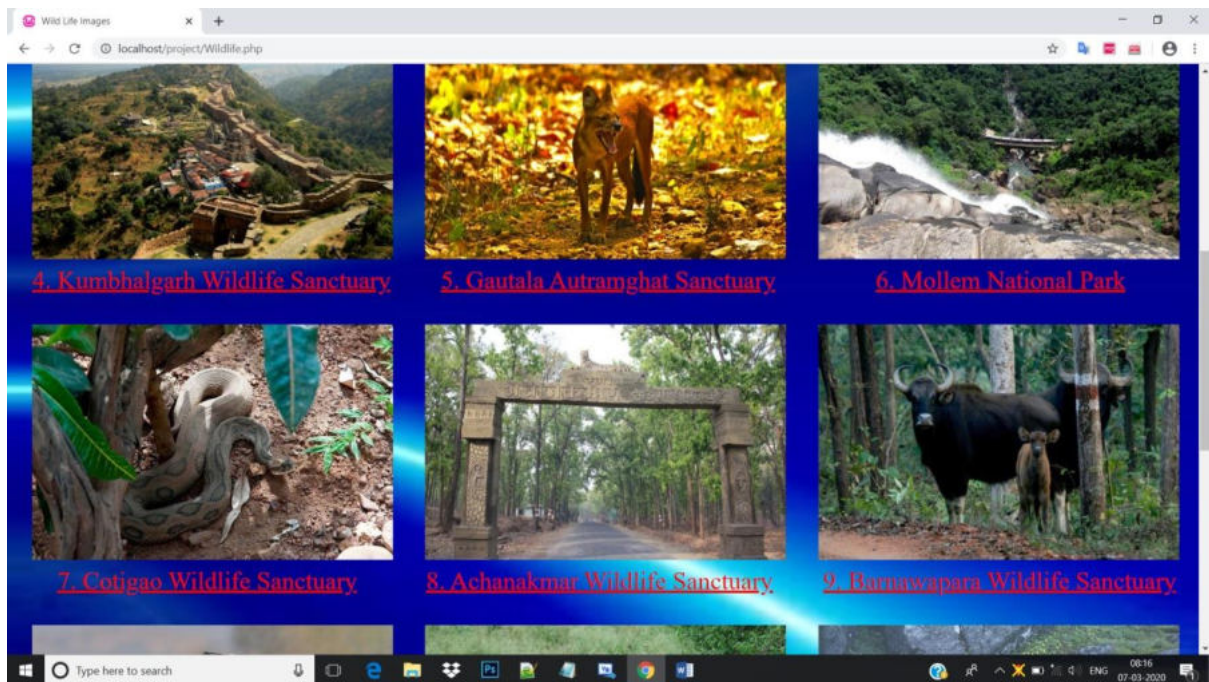 Wild Life Images
localhost/project/Wildlife.php
4. Kumbhalgarh Wildlife Sanctuary
5. Gautala Autramghat Sanctuary
6. Mollem National Park
7. Cotigao Wildlife Sanctuary
8. Achanakmar Wildlife Sanctuary
9. Barnawapara Wildlife Sanctuary
Type here to search
Ps
ENG
08:16
07-03-2020